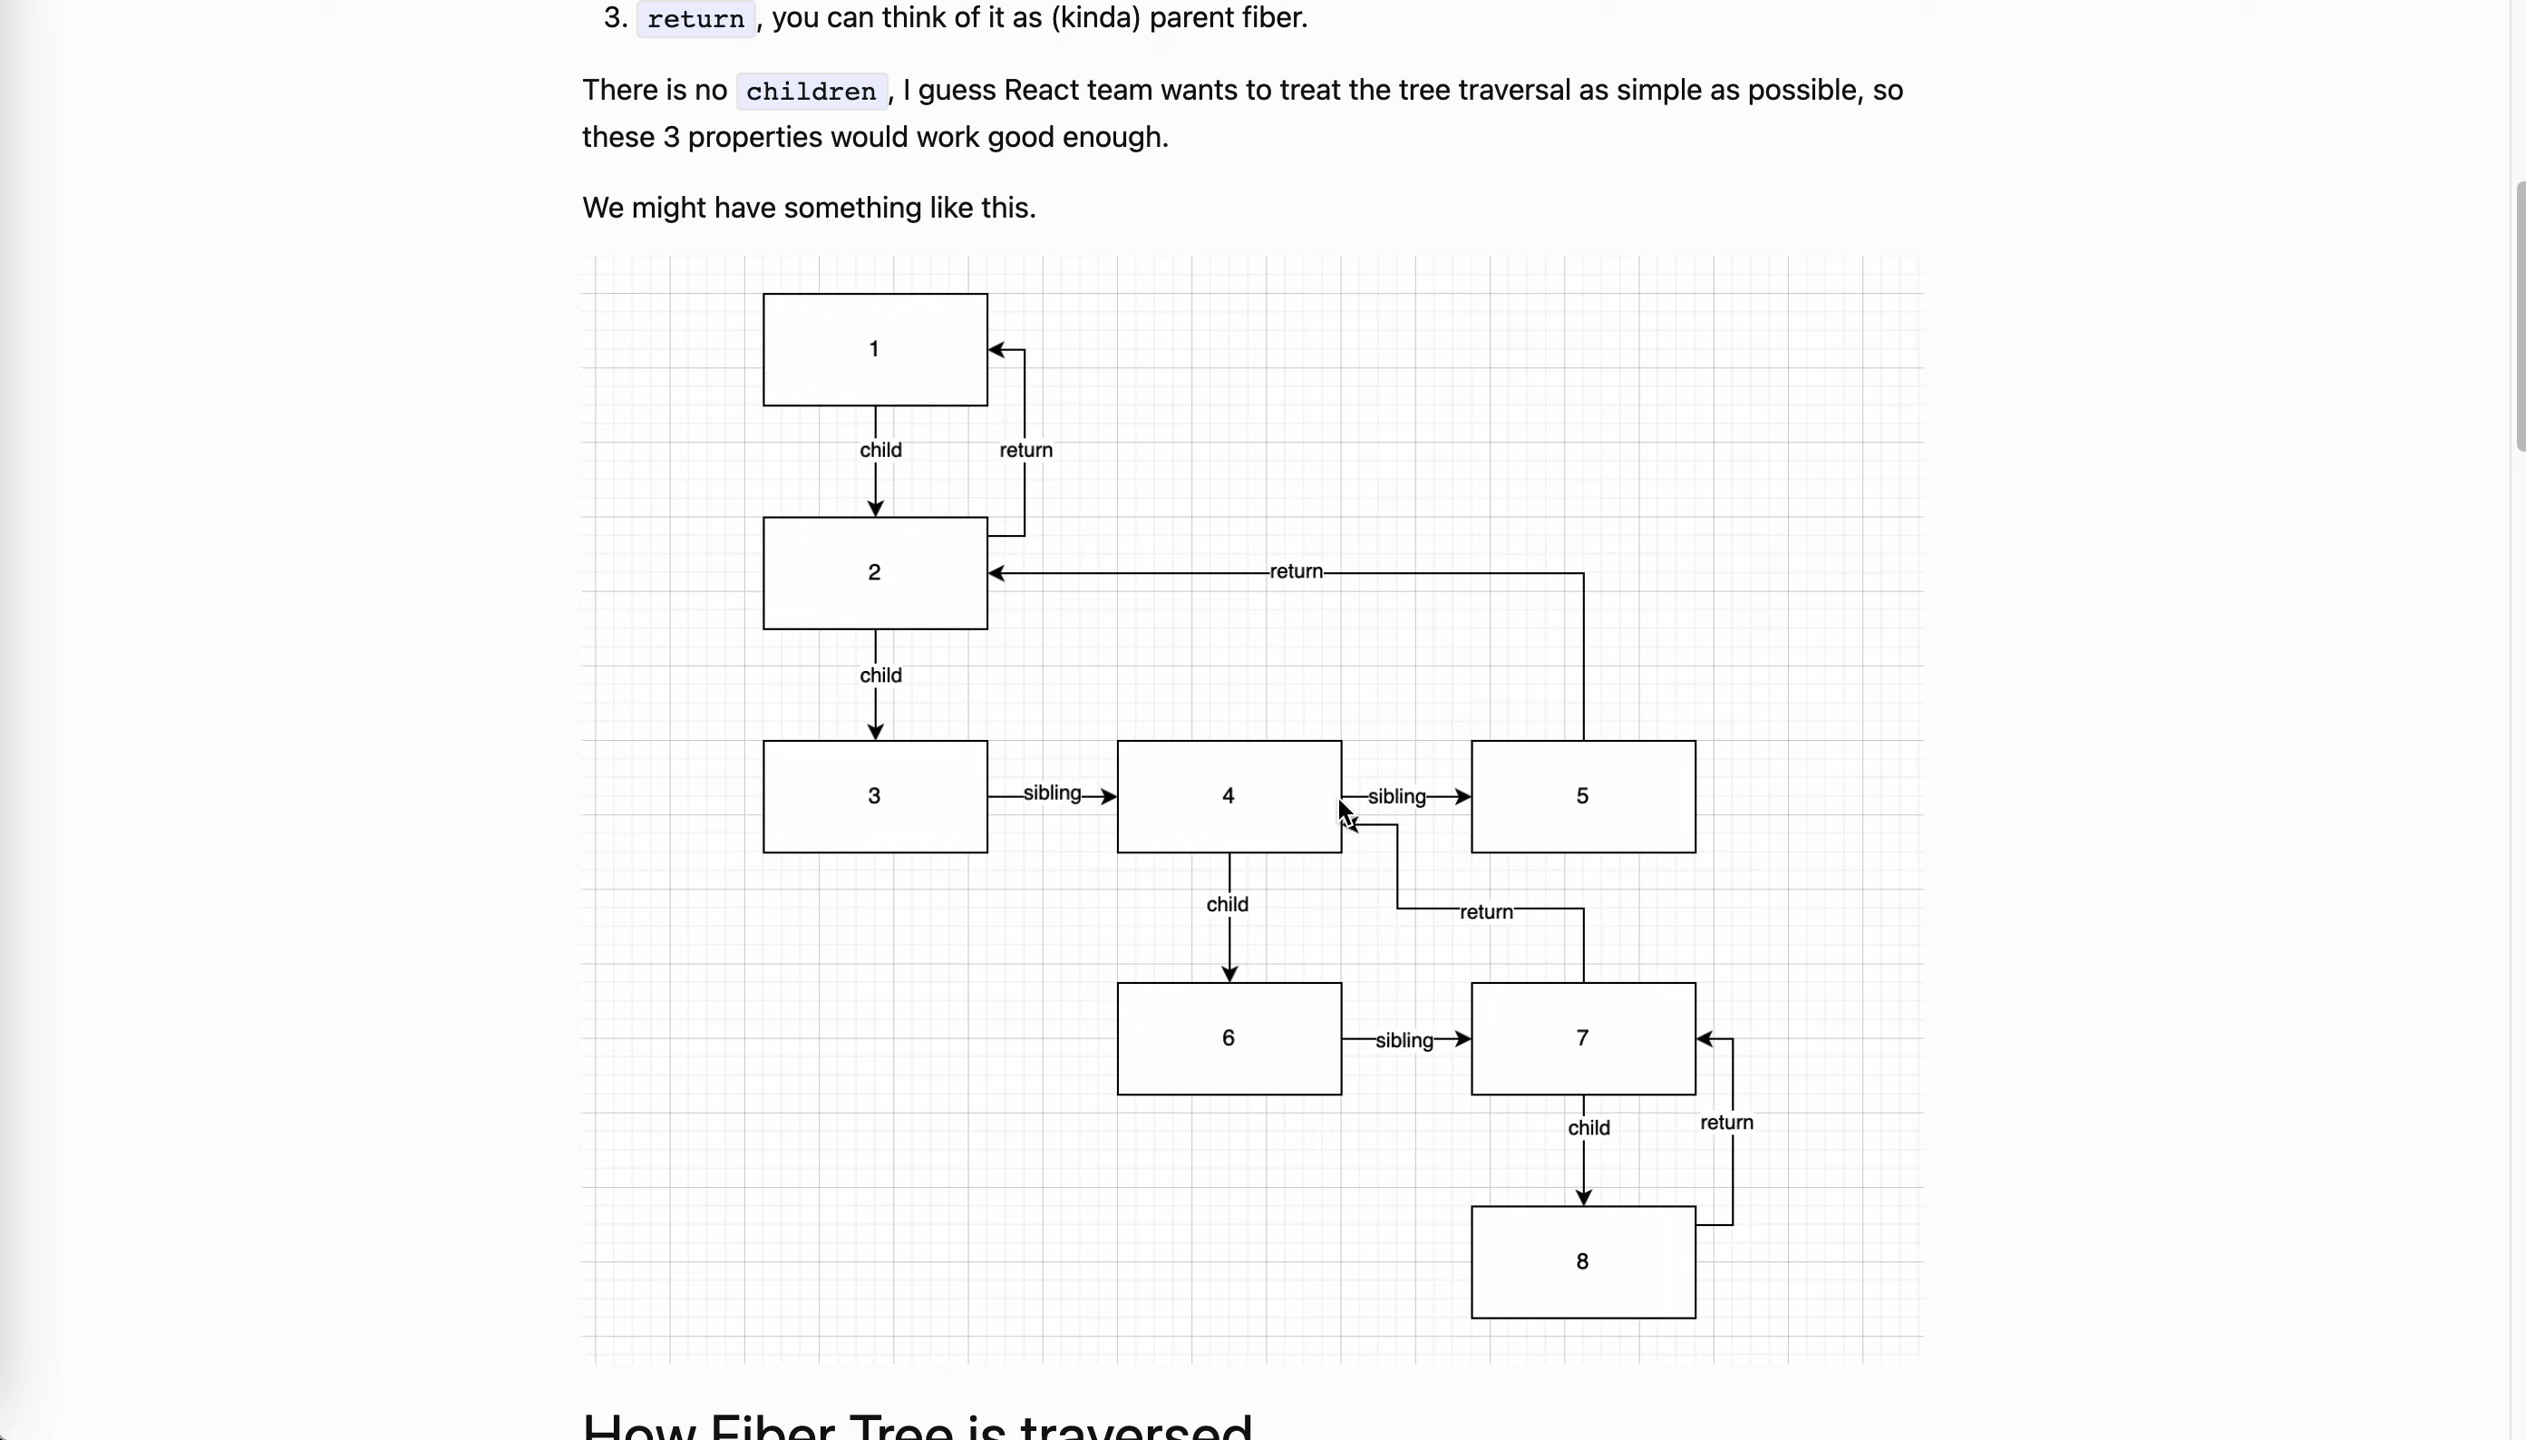 3. return, you can think of it as (kinda) parent fiber.
There is no children, I guess React team wants to treat the tree traversal as simple as possible, so
these 3 properties would work good enough.
We might have something like this.
1
child
return
2
return
child
3
sibling
4
sibling
5
child
return
6
sibling
7
child
return
8
How Fiber Tree is traversed